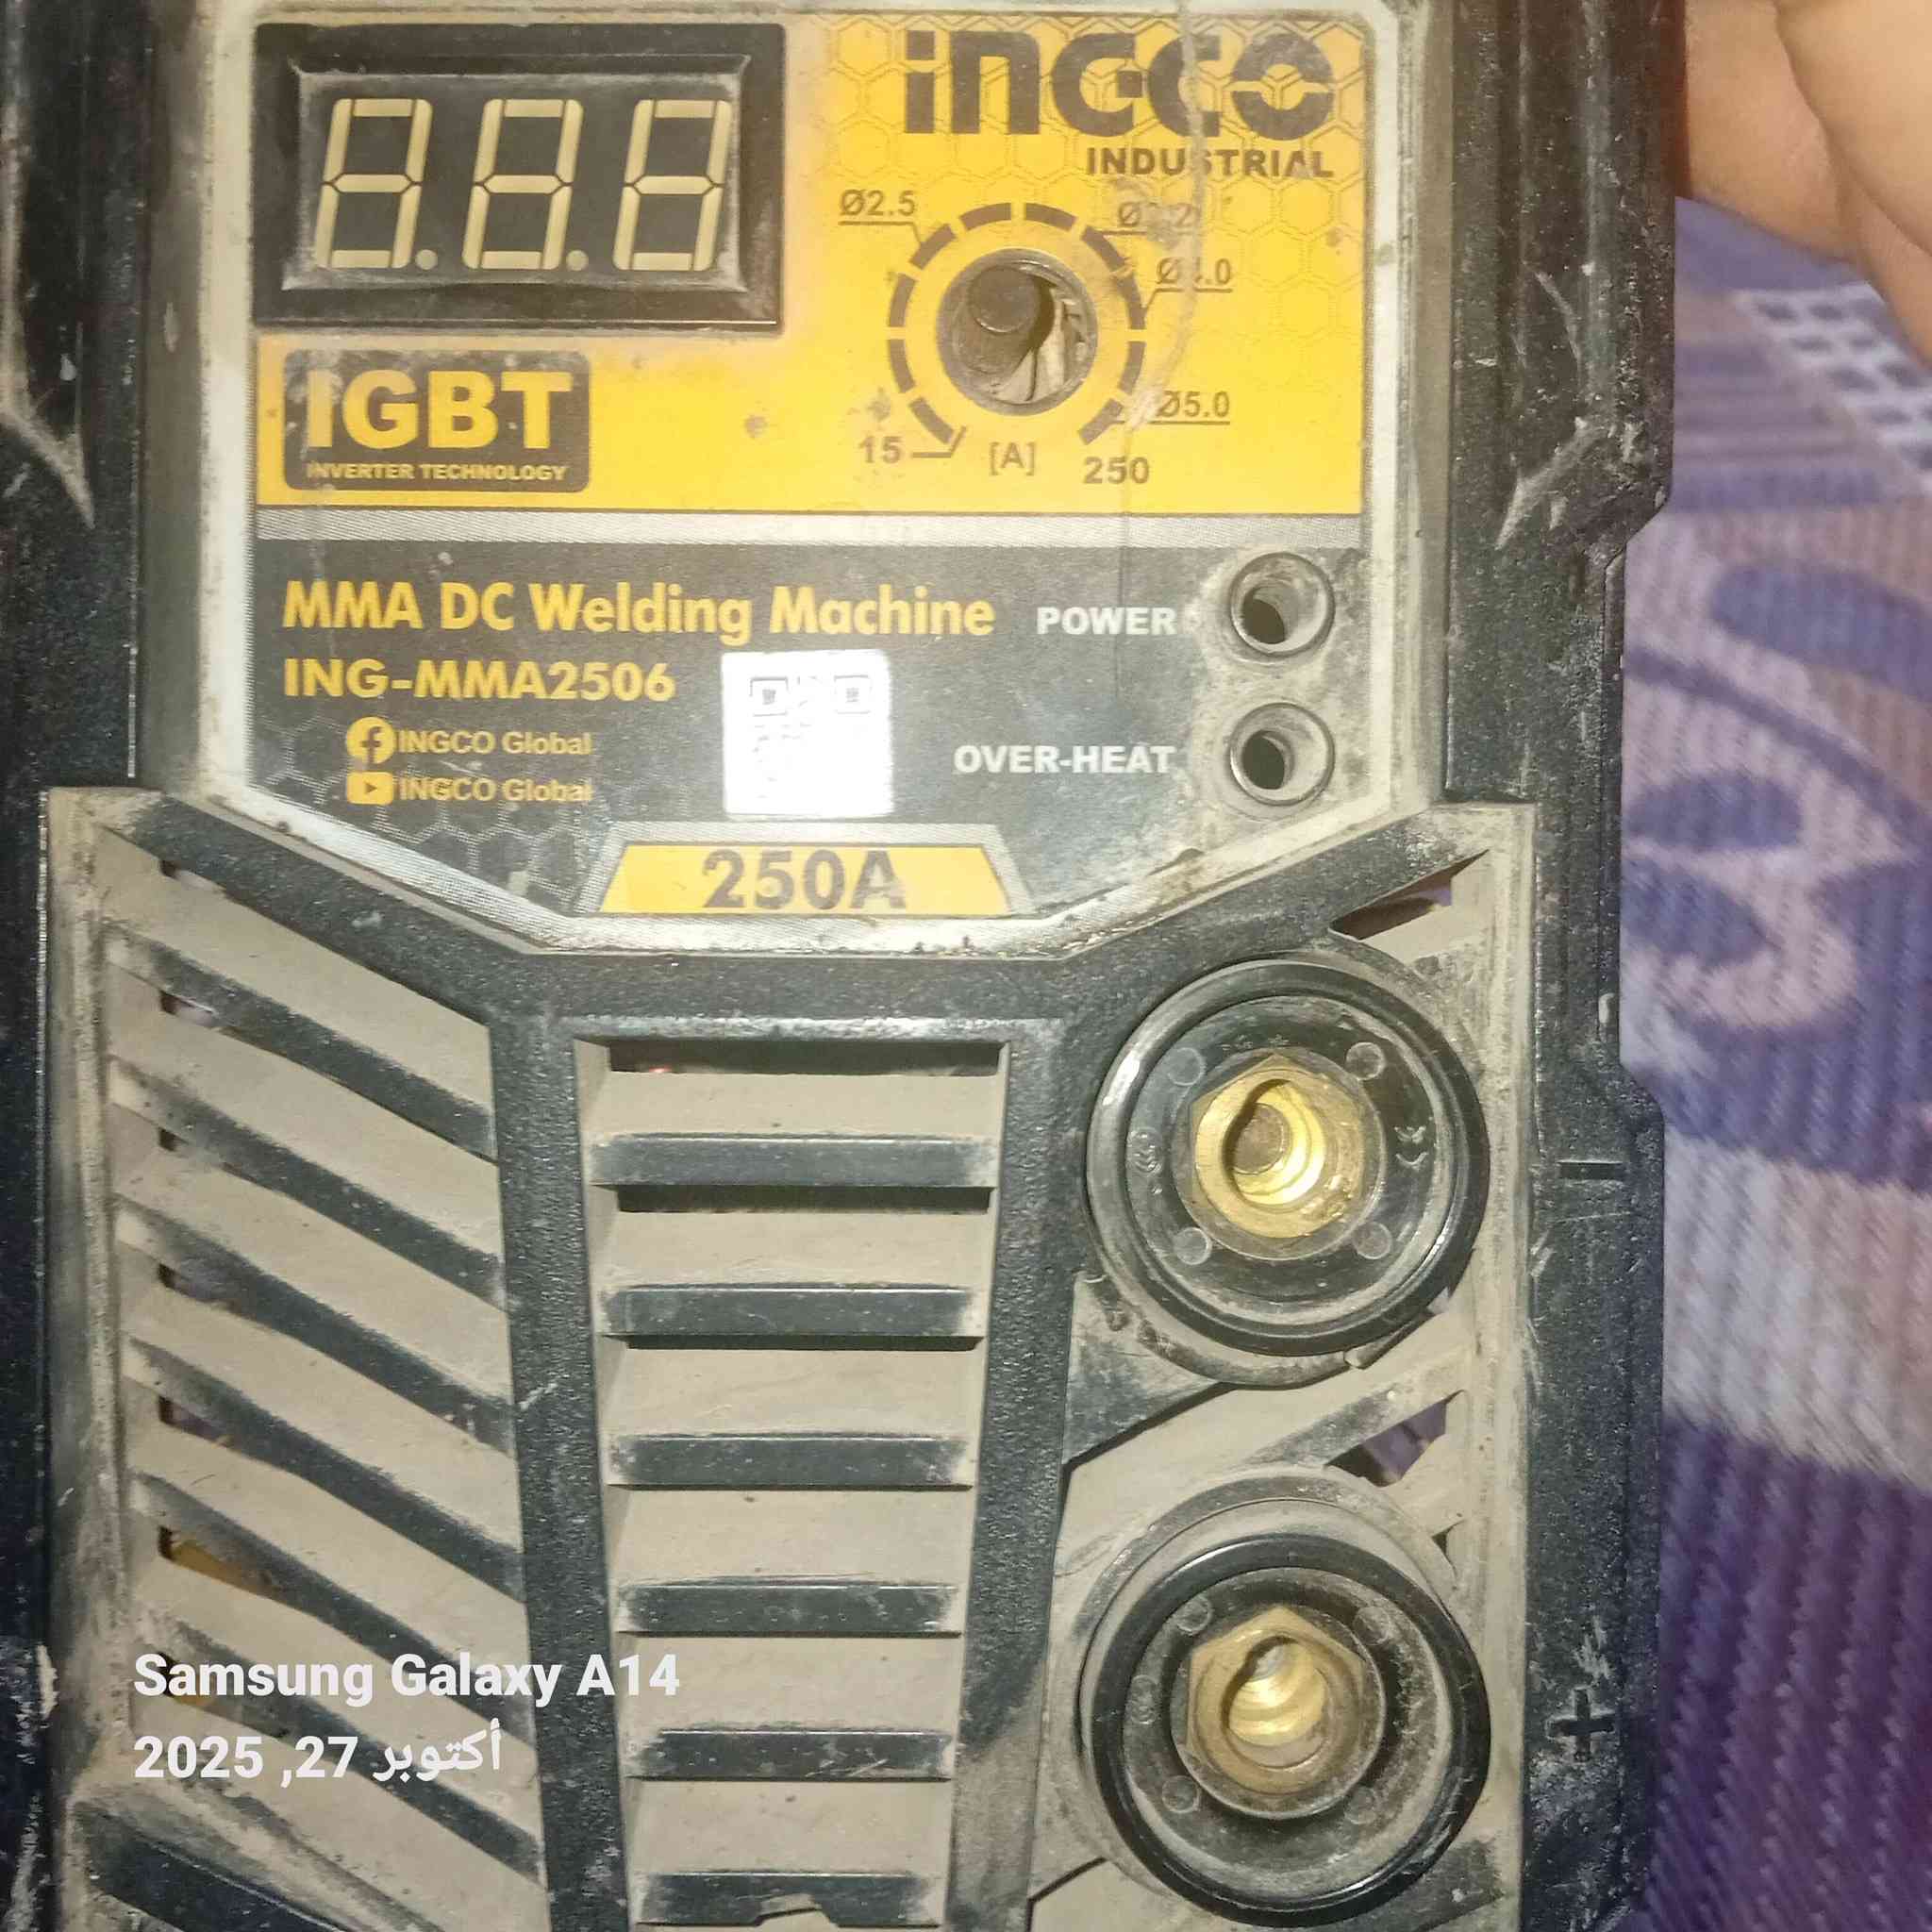 INGCO
INDUSTRIAL
Ø2.5
Ø5.0
15
[A]
250
IGBT
INVERTER TECHNOLOGY
MMA DC Welding Machine
POWER
ING-MMA2506
INGCO Global
OVER-HEAT
INGCO Global
250A
-
+
Samsung Galaxy A14
أكتوبر 27, 2025